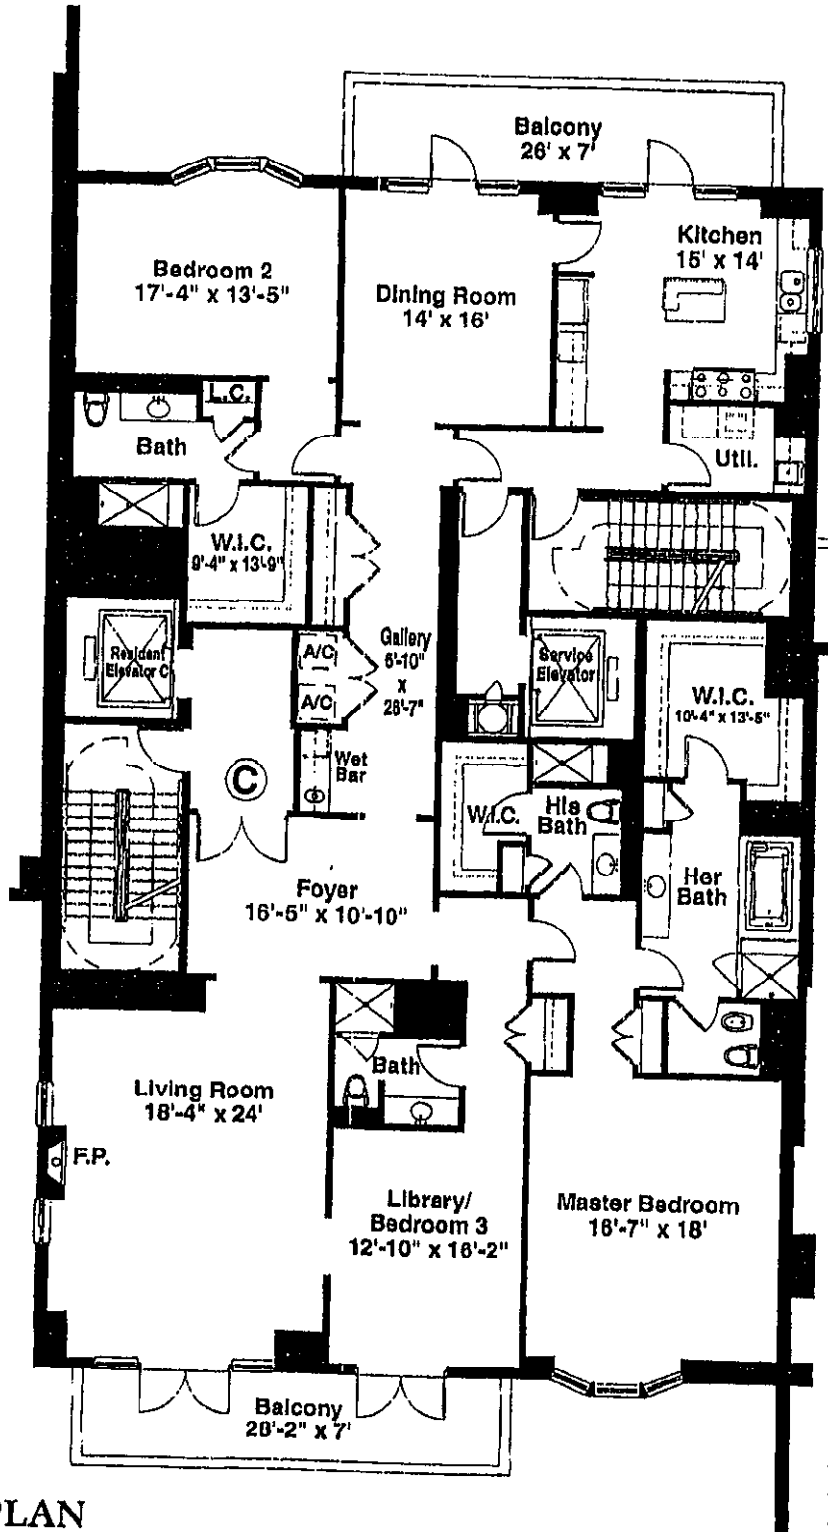 Balcony
26' x 7'
Bedroom 2
17'-4" x 13'-5"
Dining Room
14' x 16'
Kitchen
15' x 14'
L.C.
Bath
Util.
W.I.C.
9'-4" x 13'-9"
Resident
Elevator C
A/C
A/C
Gallery
6'-10"
x
28'-7"
Service
Elevator
W.I.C.
10'-4" x 13'-5"
Wet
Bar
C
W.I.C.
His
Bath
Her
Bath
Foyer
16'-5" x 10'-10"
Bath
Living Room
18'-4" x 24'
F.P.
Library/
Bedroom 3
12'-10" x 16'-2"
Master Bedroom
16'-7" x 18'
Balcony
28'-2" x 7'
PLAN